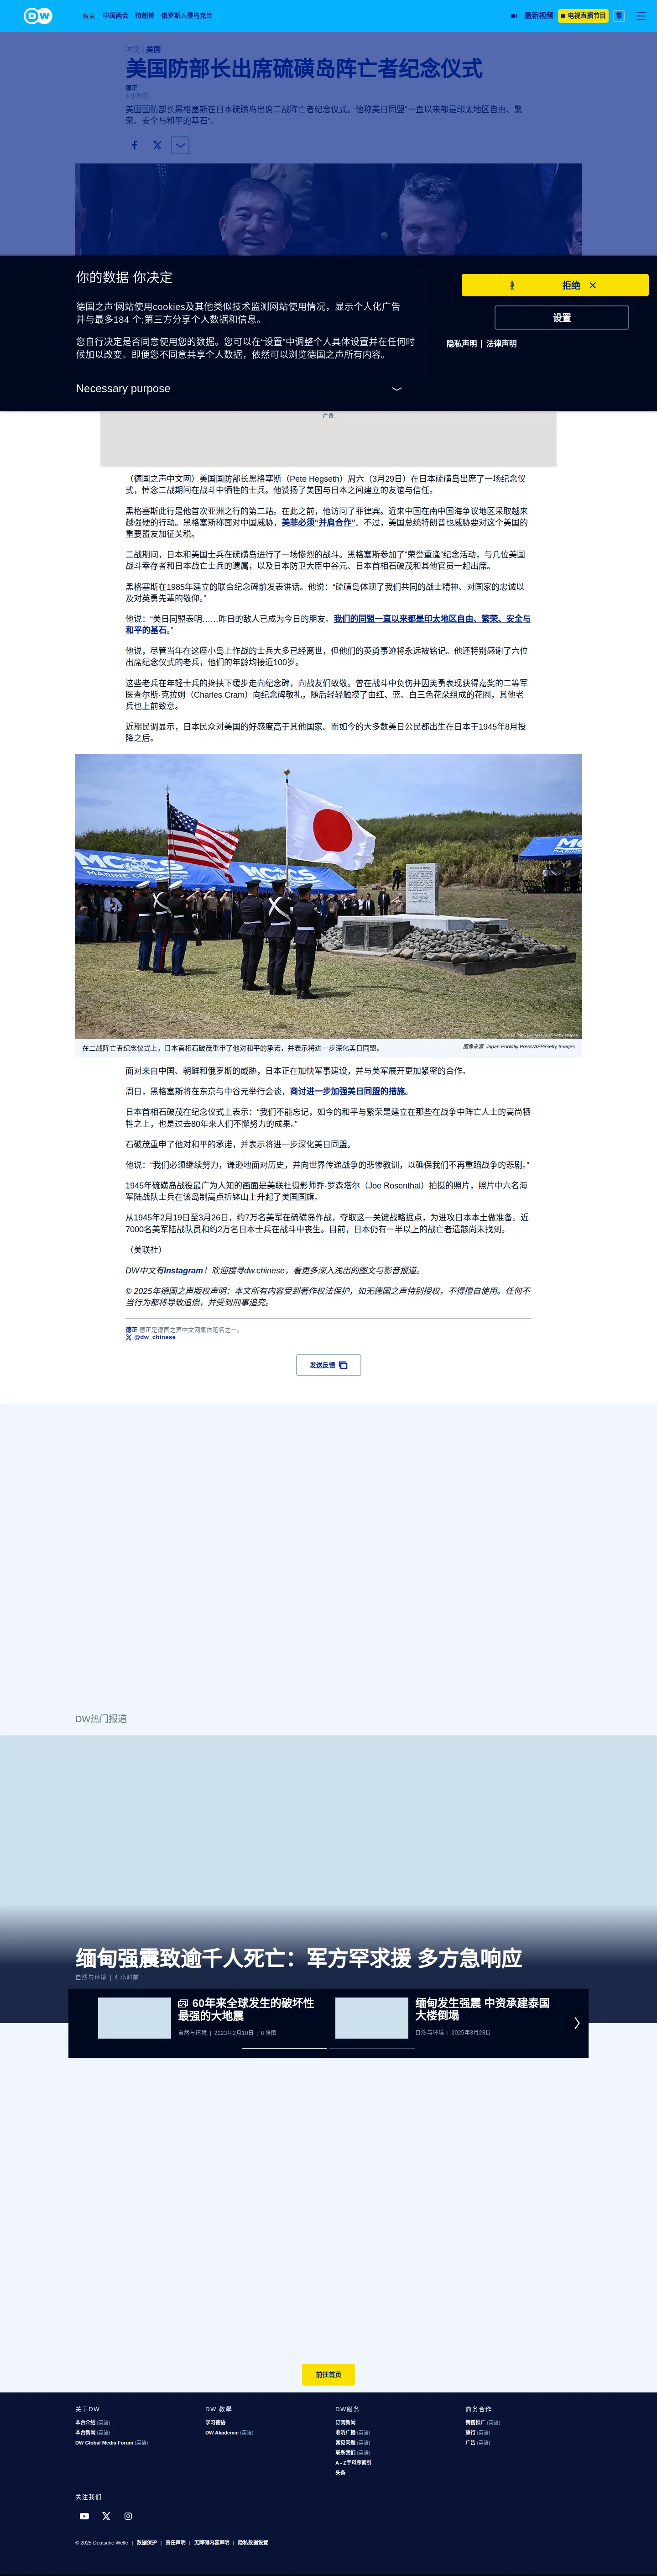 DW
焦点 中国两会 特朗普 俄罗斯入侵乌克兰
最新视频 电视直播节目 繁
冲突 | 美国
美国防部长出席硫磺岛阵亡者纪念仪式
德正
7 小时前
美国国防部长黑格塞斯在日本硫磺岛出席二战阵亡者纪念仪式。他称美日同盟“一直以来都是印太地区自由、繁
荣、安全与和平的基石”。
你的数据 你决定
德国之声’网站使用cookies及其他类似技术监测网站使用情况，显示个人化广告
并与最多184 个;第三方分享个人数据和信息。
您自行决定是否同意使用您的数据。您可以在“设置”中调整个人具体设置并在任何时
候加以改变。即便您不同意共享个人数据，依然可以浏览德国之声所有内容。
Necessary purpose
拒绝
设置
隐私声明 | 法律声明
广告
（德国之声中文网）美国国防部长黑格塞斯（Pete Hegseth）周六（3月29日）在日本硫磺岛出席了一场纪念仪
式，悼念二战期间在战斗中牺牲的士兵。他赞扬了美国与日本之间建立的友谊与信任。
黑格塞斯此行是他首次亚洲之行的第二站。在此之前，他访问了菲律宾。近来中国在南中国海争议地区采取越来
越强硬的行动。黑格塞斯称面对中国威胁，美菲必须“并肩合作”。不过，美国总统特朗普也威胁要对这个美国的
重要盟友加征关税。
二战期间，日本和美国士兵在硫磺岛进行了一场惨烈的战斗。黑格塞斯参加了“荣誉重逢”纪念活动，与几位美国
战斗幸存者和日本战亡士兵的遗属，以及日本防卫大臣中谷元、日本首相石破茂和其他官员一起出席。
黑格塞斯在1985年建立的联合纪念碑前发表讲话。他说：“硫磺岛体现了我们共同的战士精神、对国家的忠诚以
及对英勇先辈的敬仰。”
他说：“美日同盟表明……昨日的敌人已成为今日的朋友。我们的同盟一直以来都是印太地区自由、繁荣、安全与
和平的基石。”
他说，尽管当年在这座小岛上作战的士兵大多已经离世，但他们的英勇事迹将永远被铭记。他还特别感谢了六位
出席纪念仪式的老兵，他们的年龄均接近100岁。
这些老兵在年轻士兵的搀扶下缓步走向纪念碑，向战友们致敬。曾在战斗中负伤并因英勇表现获得二等军
医查尔斯·克拉姆（Charles Cram）向纪念碑敬礼，随后轻轻触摸了由红、蓝、白三色花朵组成的花圈，其他老
兵也上前致意。
近期民调显示，日本民众对美国的好感度高于其他国家。而如今的大多数美日公民都出生在日本于1945年8月投
降之后。
在二战阵亡者纪念仪式上，日本首相石破茂重申了他对和平的承诺，并表示将进一步深化美日同盟。
图像来源: Japan Pool/Jiji Press/AFP/Getty Images
面对来自中国、朝鲜和俄罗斯的威胁，日本正在加快军事建设，并与美军展开更加紧密的合作。
周日，黑格塞斯将在东京与中谷元举行会谈，商讨进一步加强美日同盟的措施。
日本首相石破茂在纪念仪式上表示：“我们不能忘记，如今的和平与繁荣是建立在那些在战争中阵亡人士的高尚牺
牲之上，也是过去80年来人们不懈努力的成果。”
石破茂重申了他对和平的承诺，并表示将进一步深化美日同盟。
他说：“我们必须继续努力，谦逊地面对历史，并向世界传递战争的悲惨教训，以确保我们不再重蹈战争的悲剧。”
1945年硫磺岛战役最广为人知的画面是美联社摄影师乔·罗森塔尔（Joe Rosenthal）拍摄的照片，照片中六名海
军陆战队士兵在该岛制高点折钵山上升起了美国国旗。
从1945年2月19日至3月26日，约7万名美军在硫磺岛作战，夺取这一关键战略据点，为进攻日本本土做准备。近
7000名美军陆战队员和约2万名日本士兵在战斗中丧生。目前，日本仍有一半以上的战亡者遗骸尚未找到。
（美联社）
DW中文有Instagram！欢迎搜寻dw.chinese，看更多深入浅出的图文与影音报道。
© 2025年德国之声版权声明：本文所有内容受到著作权法保护，如无德国之声特别授权，不得擅自使用。任何不
当行为都将导致追偿，并受到刑事追究。
德正 德正是德国之声中文网集体笔名之一。
@dw_chinese
发送反馈
DW热门报道
缅甸强震致逾千人死亡：军方罕求援 多方急响应
自然与环境 | 4 小时前
60年来全球发生的破坏性
最强的大地震
自然与环境 | 2023年2月10日 | 8 张图
缅甸发生强震 中资承建泰国
大楼倒塌
自然与环境 | 2025年3月28日
前往首页
关于DW
本台介绍 (英语)
本台新闻 (英语)
DW Global Media Forum (英语)
DW 教學
学习德语
DW Akademie (英语)
DW服务
订阅新闻
收听广播 (英语)
常见问题 (英语)
联系我们 (英语)
A - Z字母序索引
头条
商务合作
销售推广 (英语)
旅行 (英语)
广告 (英语)
关注我们
© 2025 Deutsche Welle | 数据保护 | 责任声明 | 无障碍内容声明 | 隐私数据设置